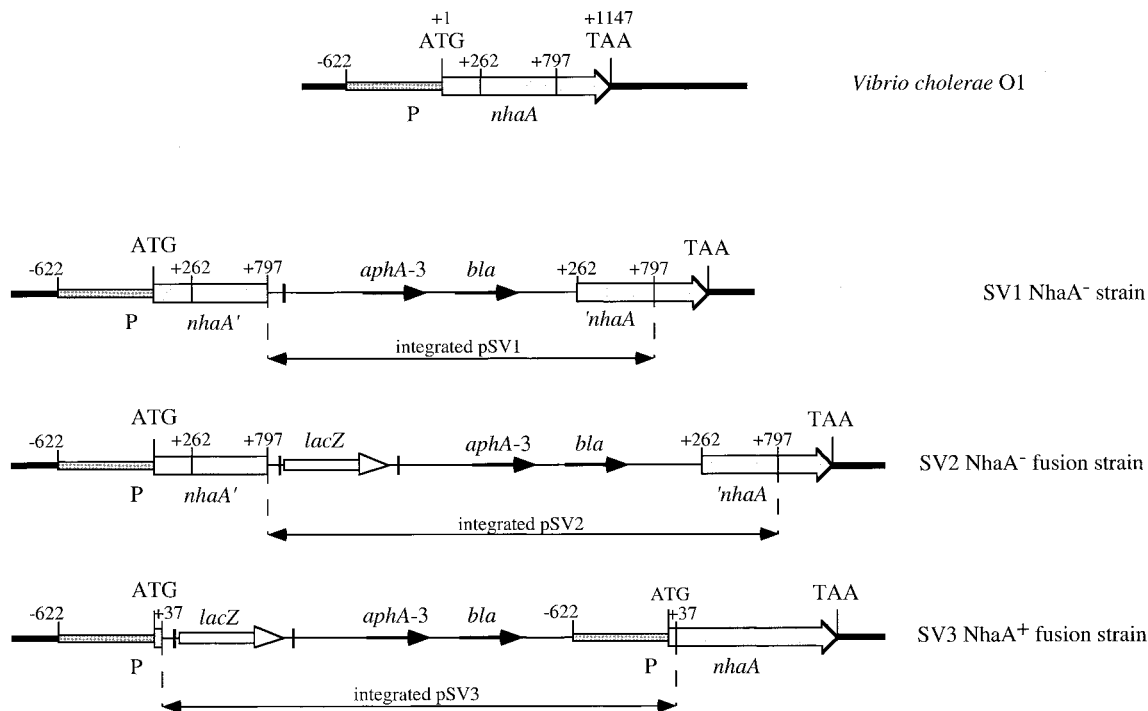 +1 +1147
ATG TAA
-622 +262 +797
Vibrio cholerae O1
P nhaA
ATG TAA
-622 +262 +797 aphA-3 bla +262 +797
SV1 NhaA- strain
P nhaA' 'nhaA
integrated pSV1
ATG TAA
-622 +262 +797 lacZ aphA-3 bla +262 +797
SV2 NhaA- fusion strain
P nhaA' 'nhaA
integrated pSV2
ATG ATG TAA
-622 +37 lacZ aphA-3 bla -622 +37
SV3 NhaA+ fusion strain
P P nhaA
integrated pSV3